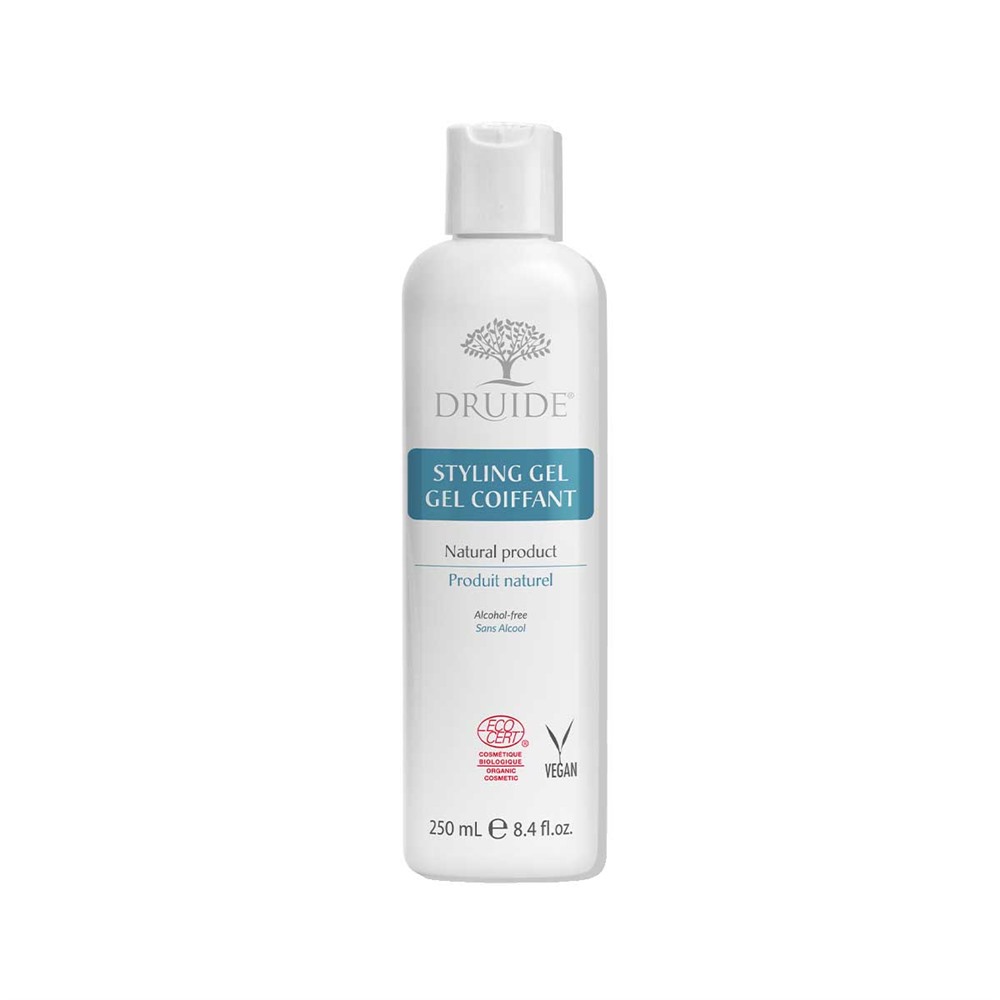 DRUIDE®
STYLING GEL
GEL COIFFANT
Natural product
Produit naturel
Alcohol-free
Sans Alcool
ECO
CERT®
COSMÉTIQUE
BIOLOGIQUE
ORGANIC
COSMETIC
VEGAN
250 mL ℮ 8.4 fl.oz.